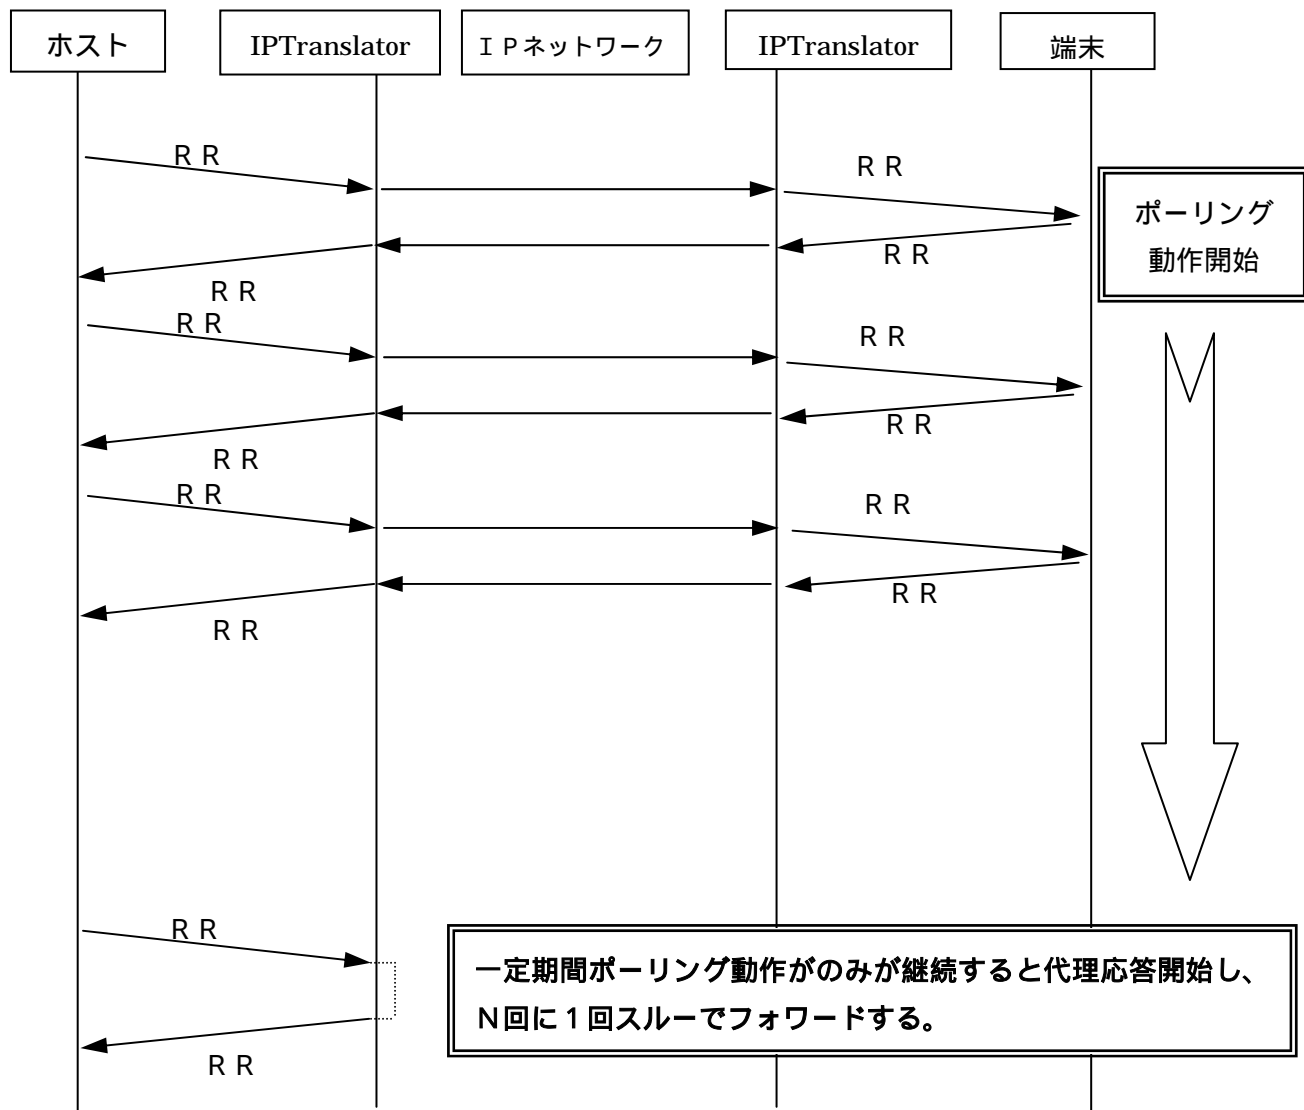 ホスト
IPTranslator
ＩＰネットワーク
IPTranslator
端末
ＲＲ
ＲＲ
ポーリング
動作開始
ＲＲ
ＲＲ
ＲＲ
ＲＲ
ＲＲ
ＲＲ
ＲＲ
ＲＲ
ＲＲ
ＲＲ
ＲＲ
一定期間ポーリング動作がのみが継続すると代理応答開始し、
Ｎ回に１回スルーでフォワードする。
ＲＲ